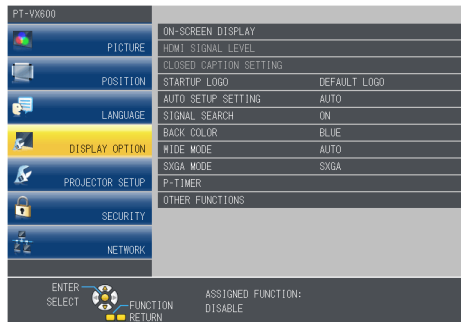 PT-VX600
PICTURE
POSITION
LANGUAGE
DISPLAY OPTION
PROJECTOR SETUP
SECURITY
NETWORK
ON-SCREEN DISPLAY
HDMI SIGNAL LEVEL
CLOSED CAPTION SETTING
STARTUP LOGO DEFAULT LOGO
AUTO SETUP SETTING AUTO
SIGNAL SEARCH ON
BACK COLOR BLUE
WIDE MODE AUTO
SXGA MODE SXGA
P-TIMER
OTHER FUNCTIONS
ENTER
SELECT
FUNCTION
RETURN
ASSIGNED FUNCTION:
DISABLE